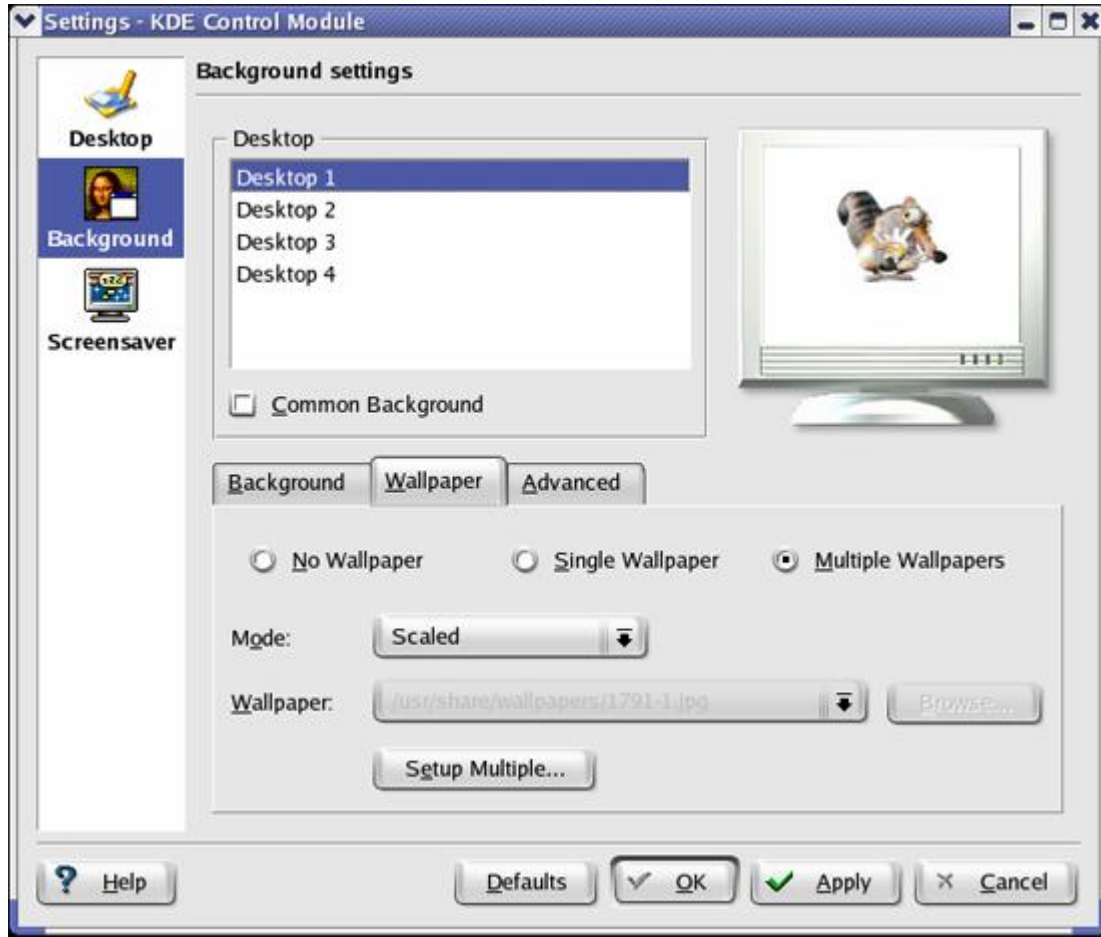 Settings - KDE Control Module
Desktop
Background
Screensaver
Background settings
Desktop
Desktop 1
Desktop 2
Desktop 3
Desktop 4
Common Background
Background Wallpaper Advanced
No Wallpaper Single Wallpaper Multiple Wallpapers
Mode: Scaled
Wallpaper: /usr/share/wallpapers/1791-1.jpg Browse...
Setup Multiple...
? Help Defaults OK Apply Cancel